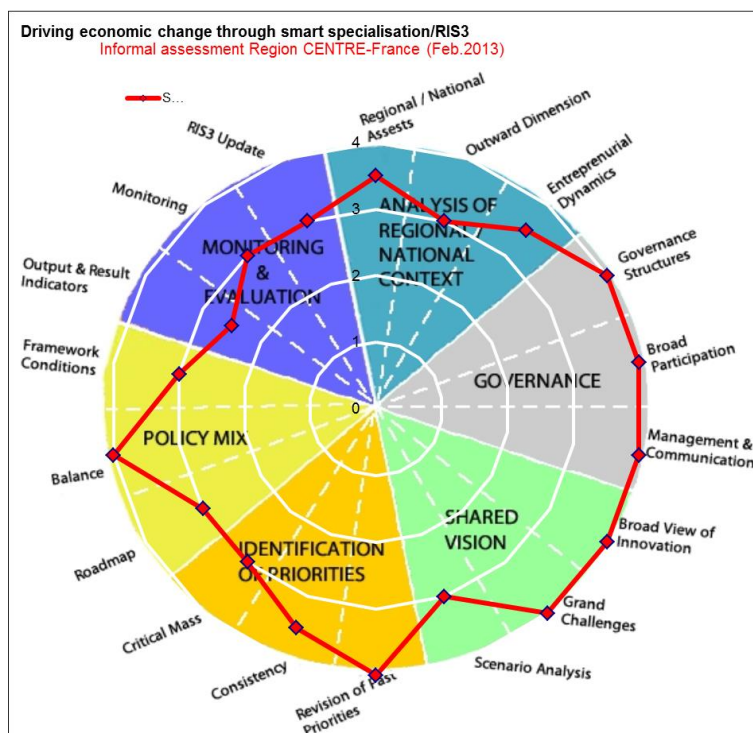 Driving economic change through smart specialisation/RIS3
Informal assessment Region CENTRE-France (Feb.2013)
S...
Regional / National
Assests
Outward Dimension
Entreprenurial
Dynamics
Governance
Structures
Broad
Participation
Management &
Communication
Broad View of
Innovation
Grand
Challenges
Scenario Analysis
Revision of Past
Priorities
Consistency
Critical Mass
Roadmap
Balance
Framework
Conditions
Output & Result
Indicators
Monitoring
RIS3 Update
4
3
2
1
0
ANALYSIS OF
REGIONAL /
NATIONAL
CONTEXT
GOVERNANCE
SHARED
VISION
IDENTIFICATION
OF PRIORITIES
POLICY MIX
MONITORING
&
EVALUATION